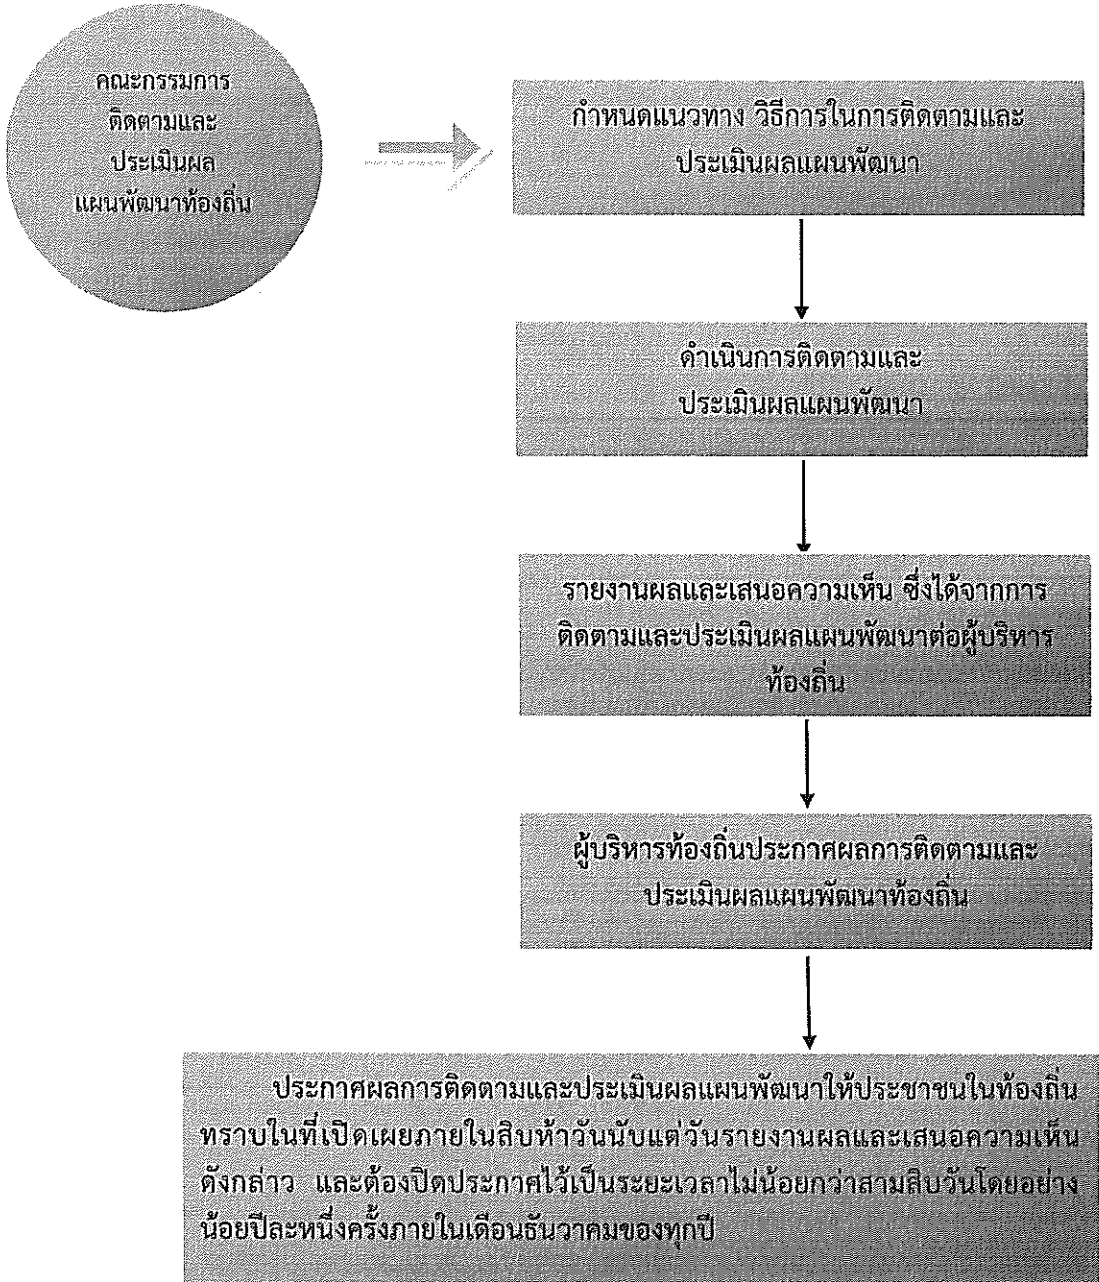 คณะกรรมการ
ติดตามและ
ประเมินผล
แผนพัฒนาท้องถิ่น
กำหนดแนวทาง วิธีการในการติดตามและ
ประเมินผลแผนพัฒนา
ดำเนินการติดตามและ
ประเมินผลแผนพัฒนา
รายงานผลและเสนอความเห็น ซึ่งได้จากการ
ติดตามและประเมินผลแผนพัฒนาต่อผู้บริหาร
ท้องถิ่น
ผู้บริหารท้องถิ่นประกาศผลการติดตามและ
ประเมินผลแผนพัฒนาท้องถิ่น
ประกาศผลการติดตามและประเมินผลแผนพัฒนาให้ประชาชนในท้องถิ่น
ทราบในที่เปิดเผยภายในสิบห้าวันนับแต่วันรายงานผลและเสนอความเห็น
ดังกล่าว และต้องปิดประกาศไว้เป็นระยะเวลาไม่น้อยกว่าสามสิบวันโดยอย่าง
น้อยปีละหนึ่งครั้งภายในเดือนธันวาคมของทุกปี